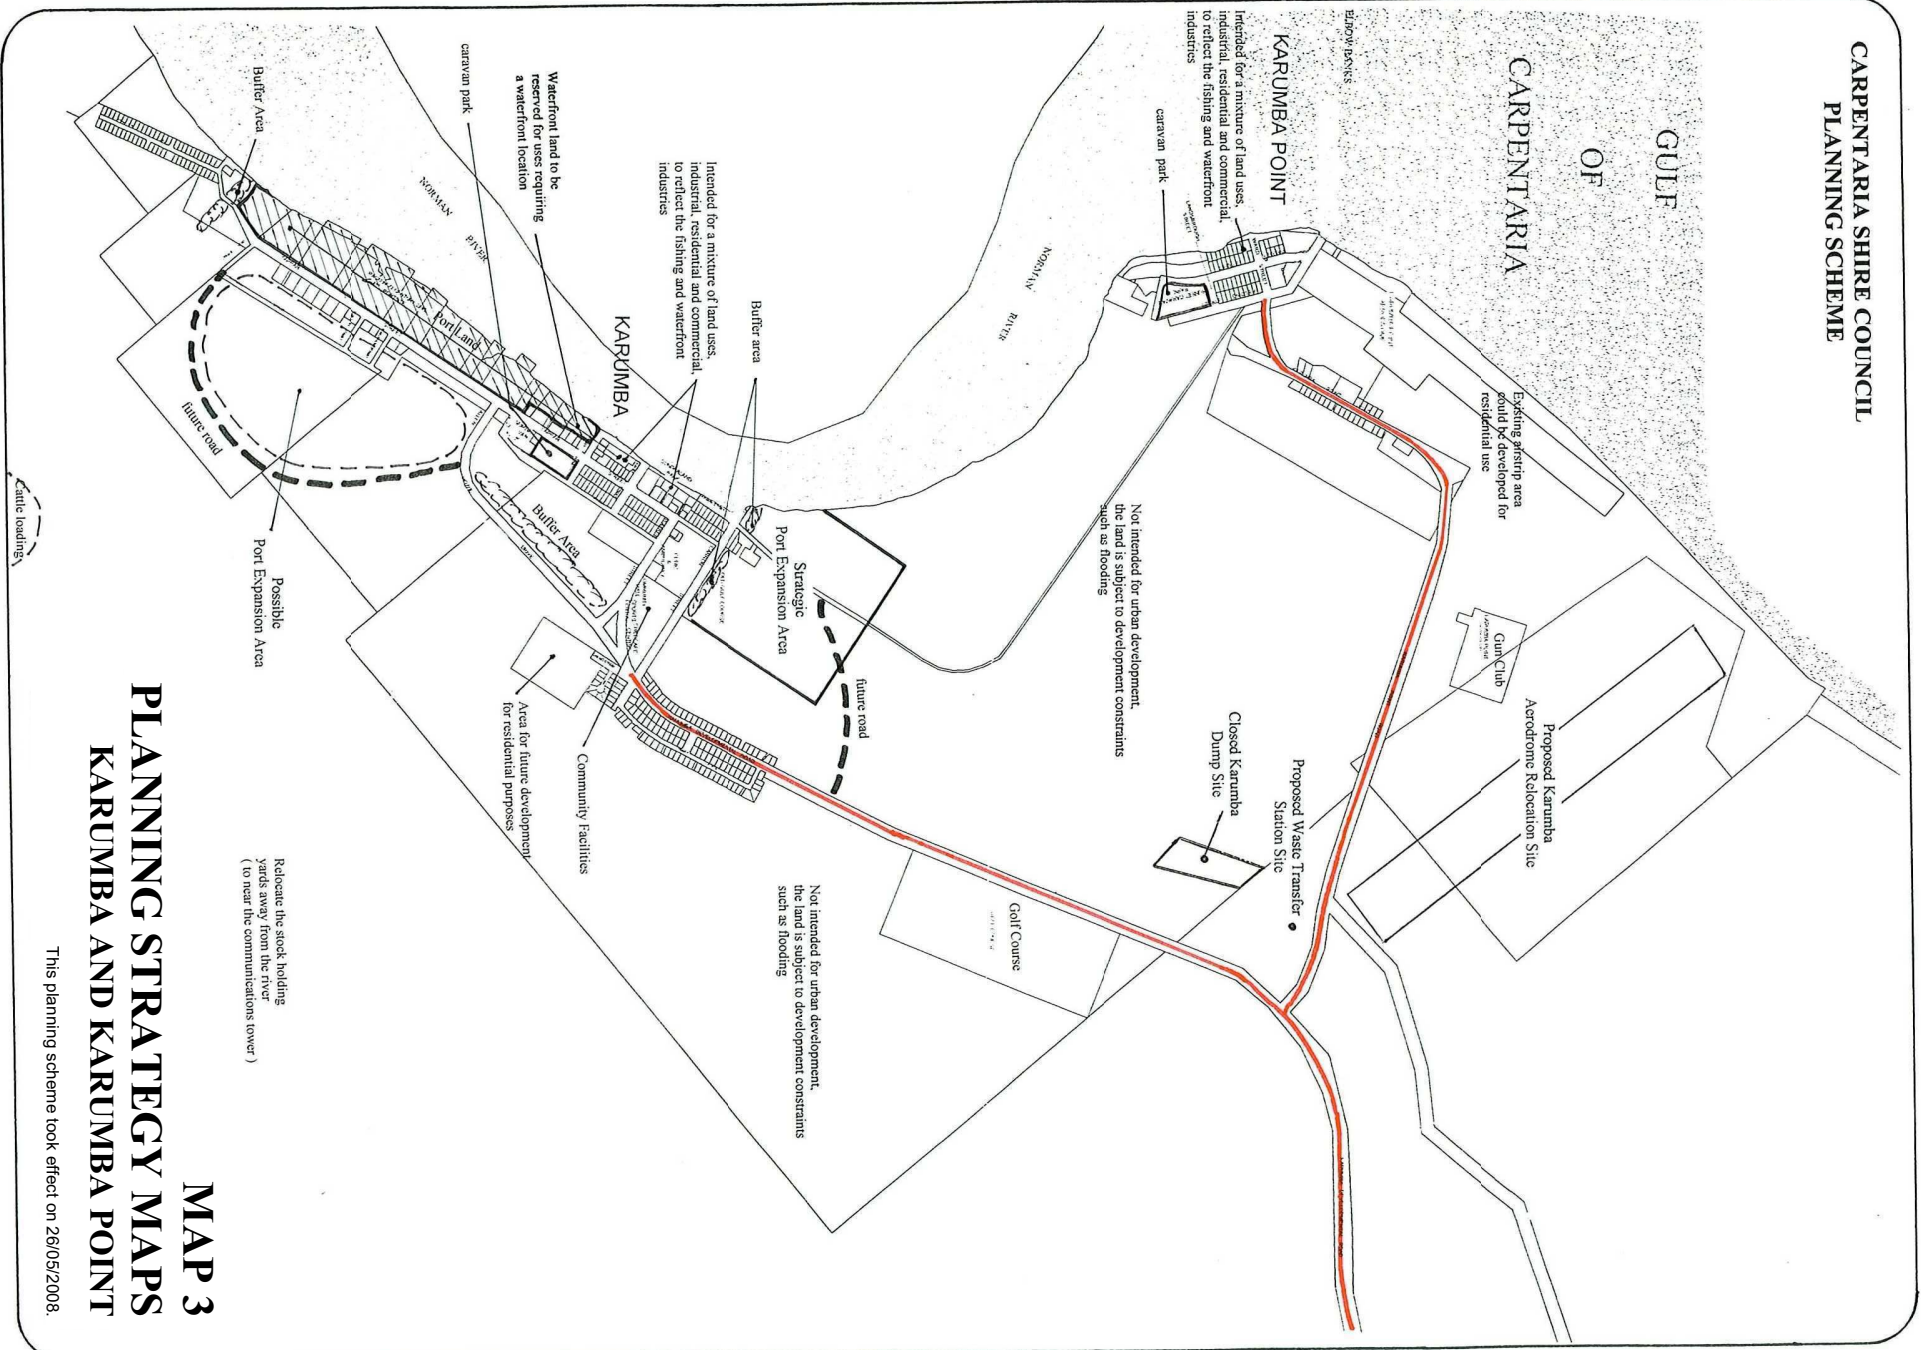 CARPENTARIA SHIRE COUNCIL
PLANNING SCHEME
GULF
OF
CARPENTARIA
ELBOW BANKS
KARUMBA POINT
Intended for a mixture of land uses,
industrial, residential and commercial,
to reflect the fishing and waterfront
industries
caravan park
Existing airstrip area
could be developed for
residential use
Gun Club
Proposed Karumba
Aerodrome Relocation Site
Proposed Waste Transfer
Station Site
Closed Karumba
Dump Site
Not intended for urban development,
the land is subject to development constraints
such as flooding
NORMAN
RIVER
Golf Course
future road
Strategic
Port Expansion Area
Not intended for urban development,
the land is subject to development constraints
such as flooding
Buffer area
Intended for a mixture of land uses,
industrial, residential and commercial,
to reflect the fishing and waterfront
industries
KARUMBA
Waterfront land to be
reserved for uses requiring
a waterfront location
caravan park
NORMAN
RIVER
Port Land
Buffer Area
Community Facilities
Area for future development
for residential purposes
Buffer Area
future road
Possible
Port Expansion Area
Relocate the stock holding
yards away from the river
( to near the communications tower )
Cattle loading
MAP 3
PLANNING STRATEGY MAPS
KARUMBA AND KARUMBA POINT
This planning scheme took effect on 26/05/2008.